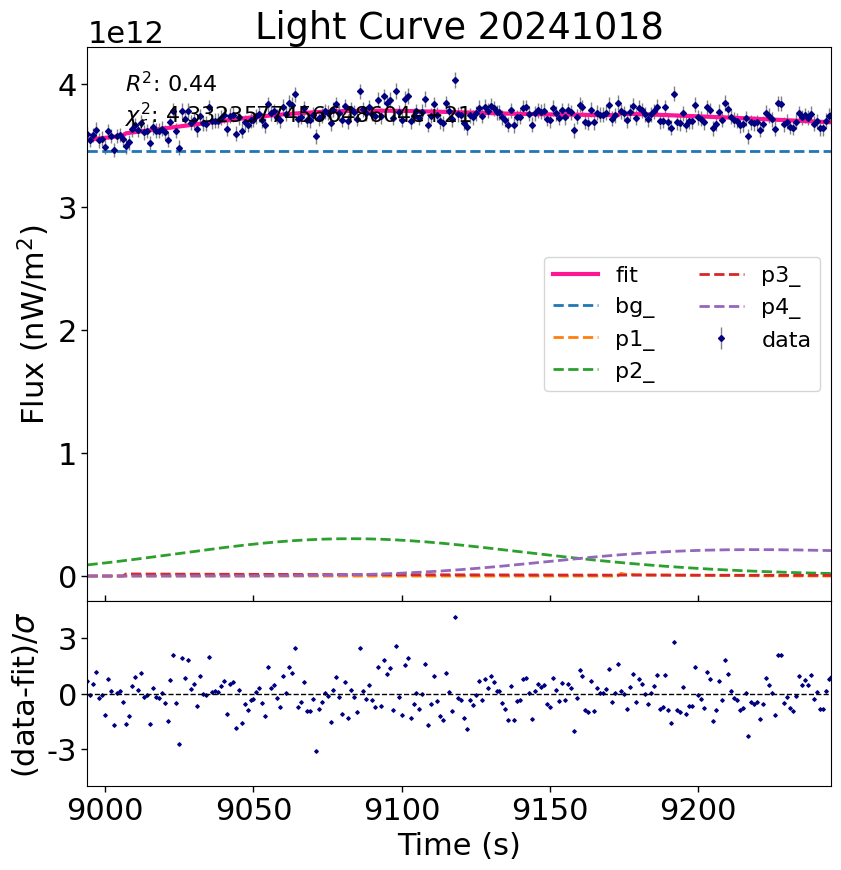 Light Curve 20241018
1e12
R²: 0.44
4
3
2
1
0
Flux (nW/m²)
fit
bg_
p1_
p2_
p3_
p4_
data
3
0
-3
(data-fit)/σ
9000 9050 9100 9150 9200
Time (s)